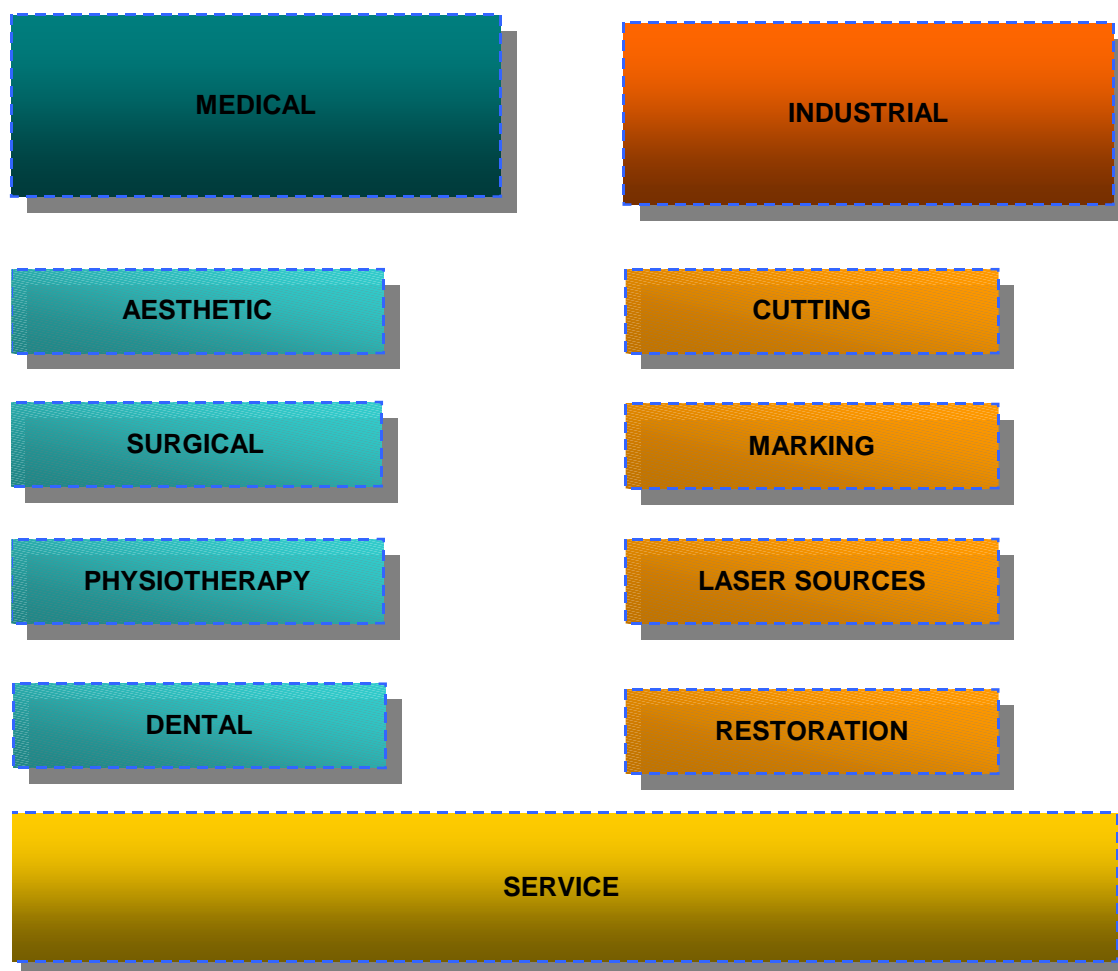 MEDICAL
INDUSTRIAL
AESTHETIC
CUTTING
SURGICAL
MARKING
PHYSIOTHERAPY
LASER SOURCES
DENTAL
RESTORATION
SERVICE